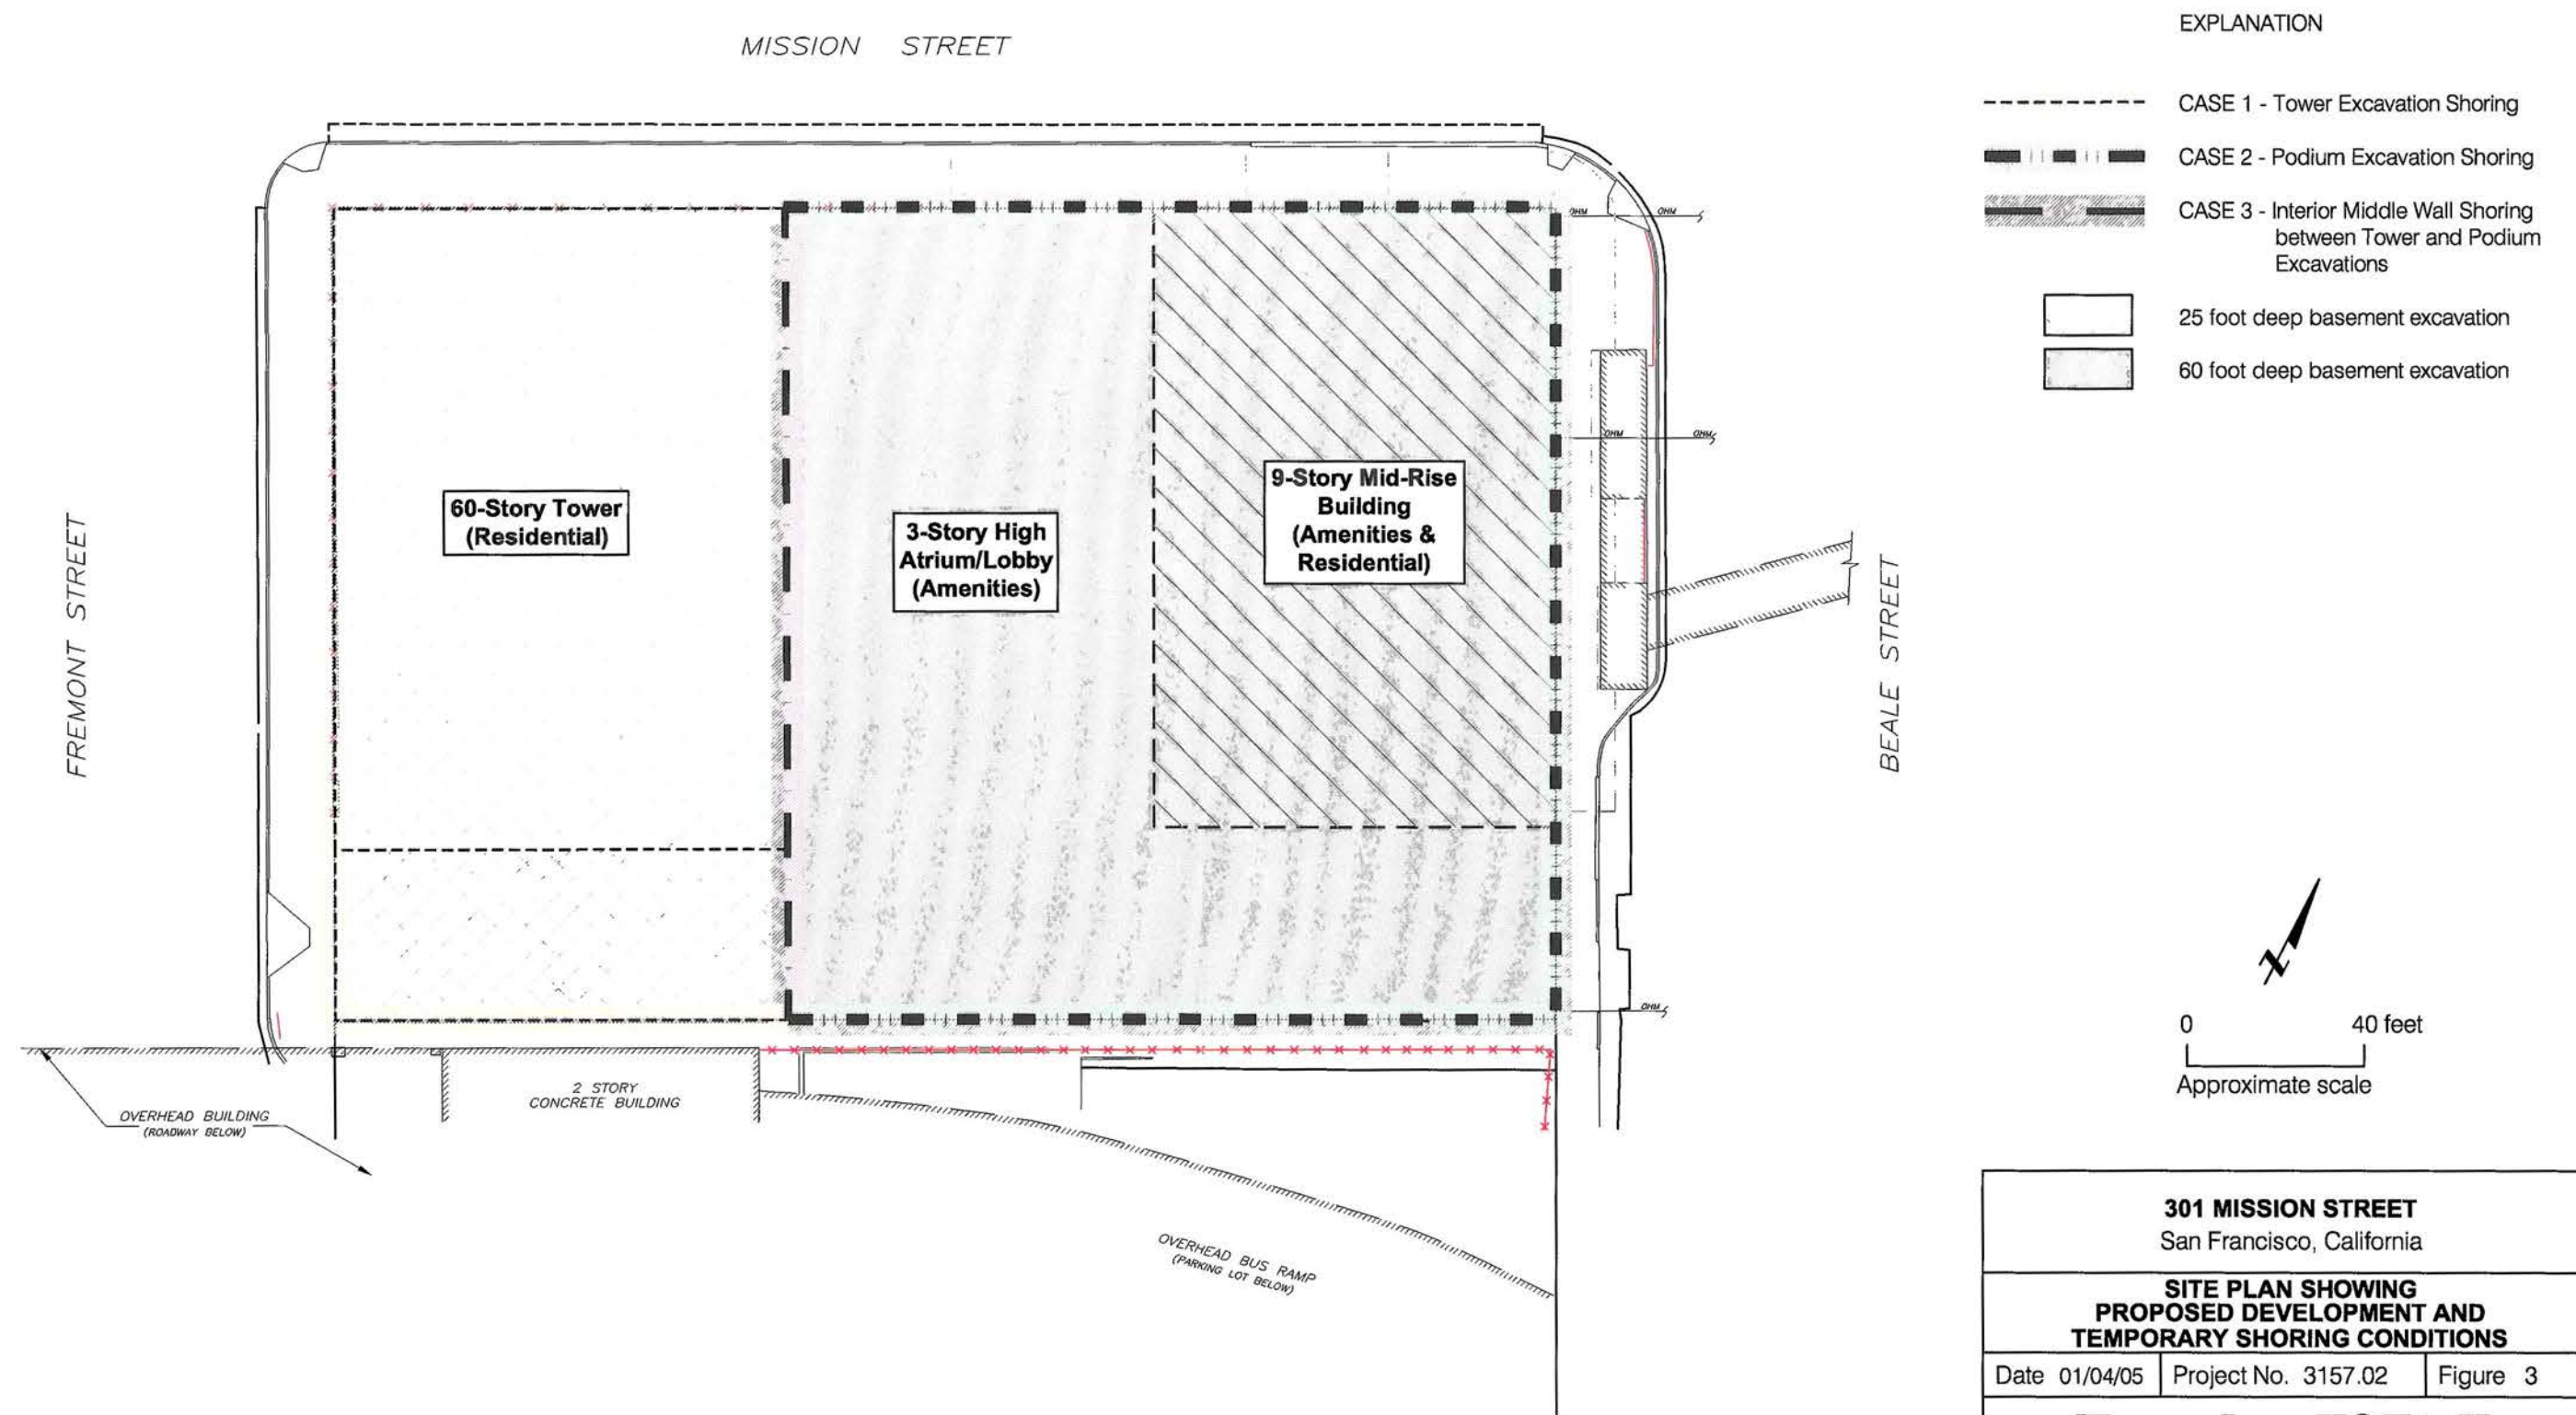 MISSION STREET
EXPLANATION
CASE 1 - Tower Excavation Shoring
CASE 2 - Podium Excavation Shoring
CASE 3 - Interior Middle Wall Shoring
between Tower and Podium
Excavations
25 foot deep basement excavation
60 foot deep basement excavation
OHM OHM
OHM OHM
OHM
FREMONT STREET
60-Story Tower
(Residential)
3-Story High
Atrium/Lobby
(Amenities)
9-Story Mid-Rise
Building
(Amenities &
Residential)
BEALE STREET
OVERHEAD BUILDING
(ROADWAY BELOW)
2 STORY
CONCRETE BUILDING
OVERHEAD BUS RAMP
(PARKING LOT BELOW)
Z
0 40 feet
Approximate scale
301 MISSION STREET
San Francisco, California
SITE PLAN SHOWING
PROPOSED DEVELOPMENT AND
TEMPORARY SHORING CONDITIONS
Date 01/04/05 Project No. 3157.02 Figure 3